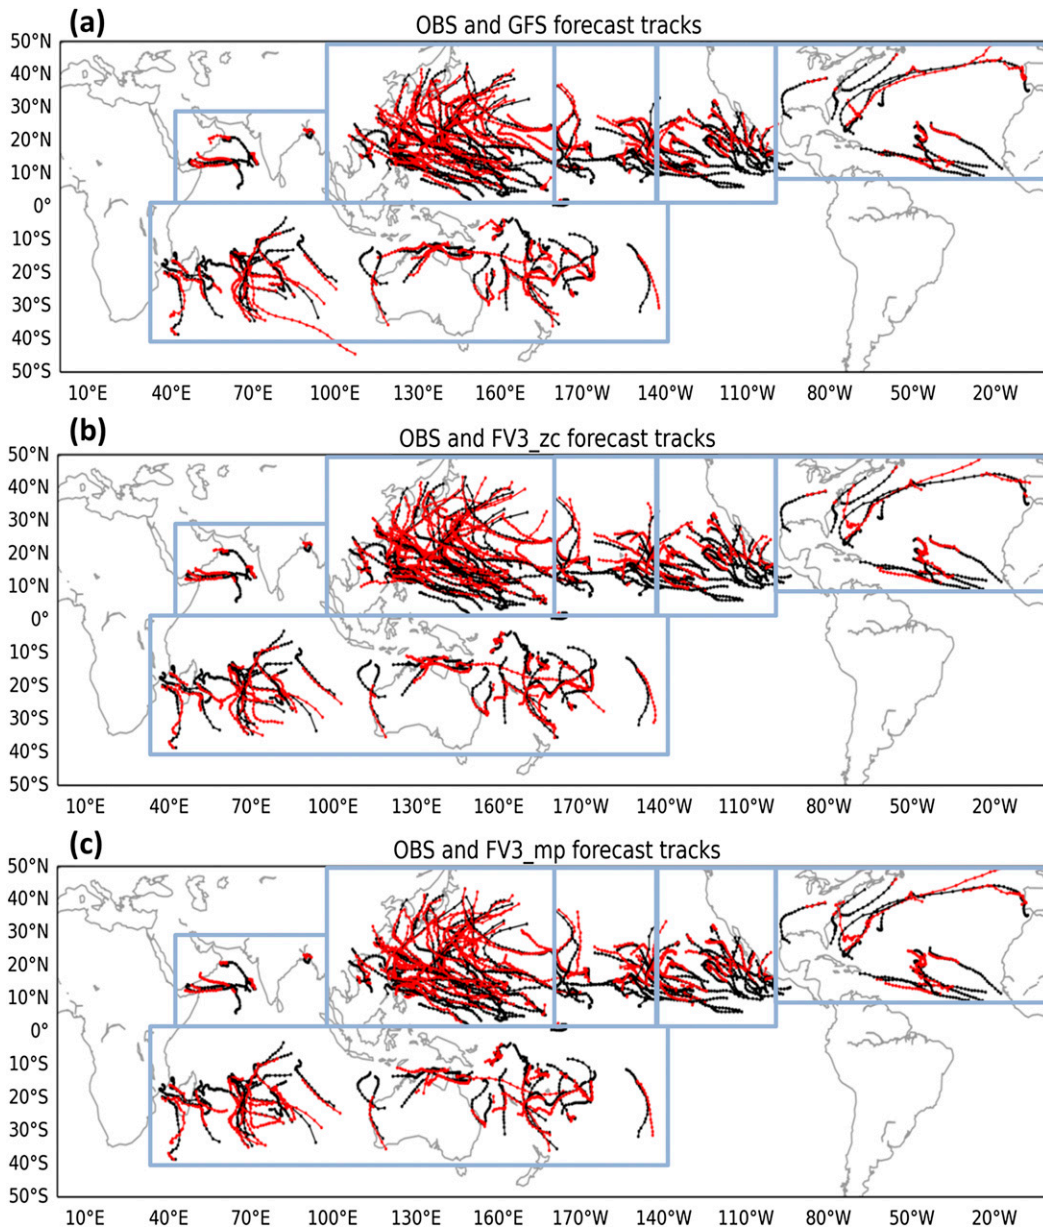 (a)
OBS and GFS forecast tracks
50°N
40°N
30°N
20°N
10°N
0°
10°S
20°S
30°S
40°S
50°S
10°E 40°E 70°E 100°E 130°E 160°E 170°W 140°W 110°W 80°W 50°W 20°W
(b)
OBS and FV3_zc forecast tracks
50°N
40°N
30°N
20°N
10°N
0°
10°S
20°S
30°S
40°S
50°S
10°E 40°E 70°E 100°E 130°E 160°E 170°W 140°W 110°W 80°W 50°W 20°W
(c)
OBS and FV3_mp forecast tracks
50°N
40°N
30°N
20°N
10°N
0°
10°S
20°S
30°S
40°S
50°S
10°E 40°E 70°E 100°E 130°E 160°E 170°W 140°W 110°W 80°W 50°W 20°W